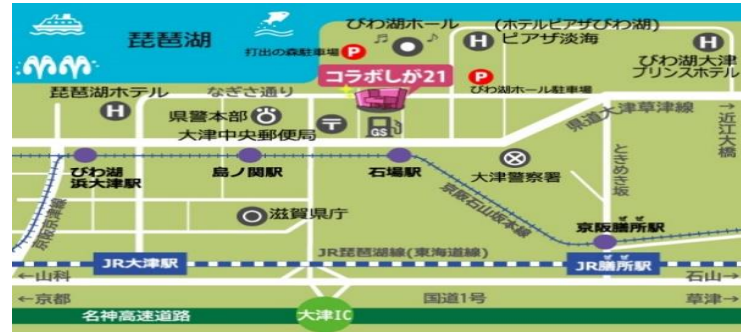 びわ湖ホール
(ホテルピアザびわ湖)
琵琶湖
打出の森駐車場 P
H ピアザ淡海
H
コラボしが21
P
びわ湖大津
プリンスホテル
琵琶湖ホテル
なぎさ通り
びわ湖ホール駐車場
H
県警本部
大津中央郵便局
〒
GS
県道大津草津線
→近江大橋
びわ湖
浜大津駅
島ノ関駅
石場駅
大津警察署
ときめき坂
京阪京津線
滋賀県庁
京阪石山坂本線
ぜぜ
京阪膳所駅
JR琵琶湖線(東海道線)
JR大津駅
ぜぜ
JR膳所駅
←山科
石山→
←京都
国道1号
草津→
名神高速道路
大津IC